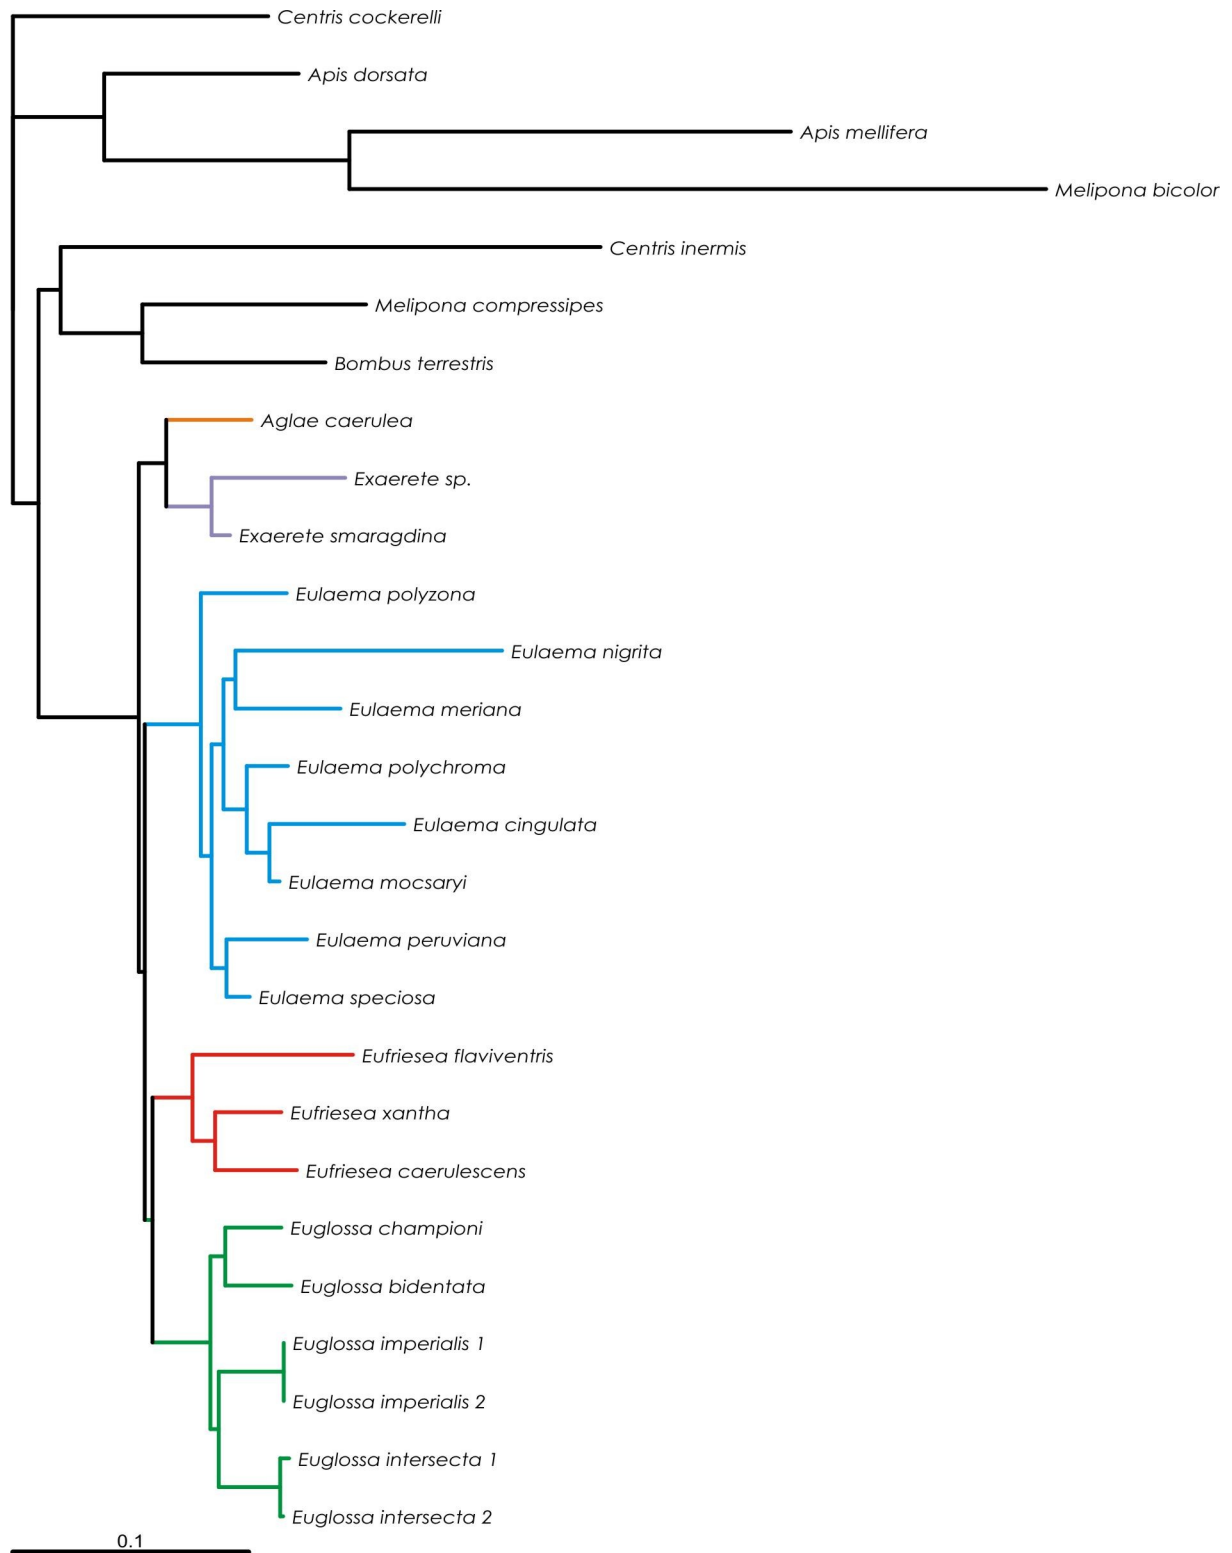 Centris cockerelli
Apis dorsata
Apis mellifera
Melipona bicolor
Centris inermis
Melipona compressipes
Bombus terrestris
Aglae caerulea
Exaerete sp.
Exaerete smaragdina
Eulaema polyzona
Eulaema nigrita
Eulaema meriana
Eulaema polychroma
Eulaema cingulata
Eulaema mocsaryi
Eulaema peruviana
Eulaema speciosa
Eufriesea flaviventris
Eufriesea xantha
Eufriesea caerulescens
Euglossa championi
Euglossa bidentata
Euglossa imperialis 1
Euglossa imperialis 2
Euglossa intersecta 1
Euglossa intersecta 2
0.1